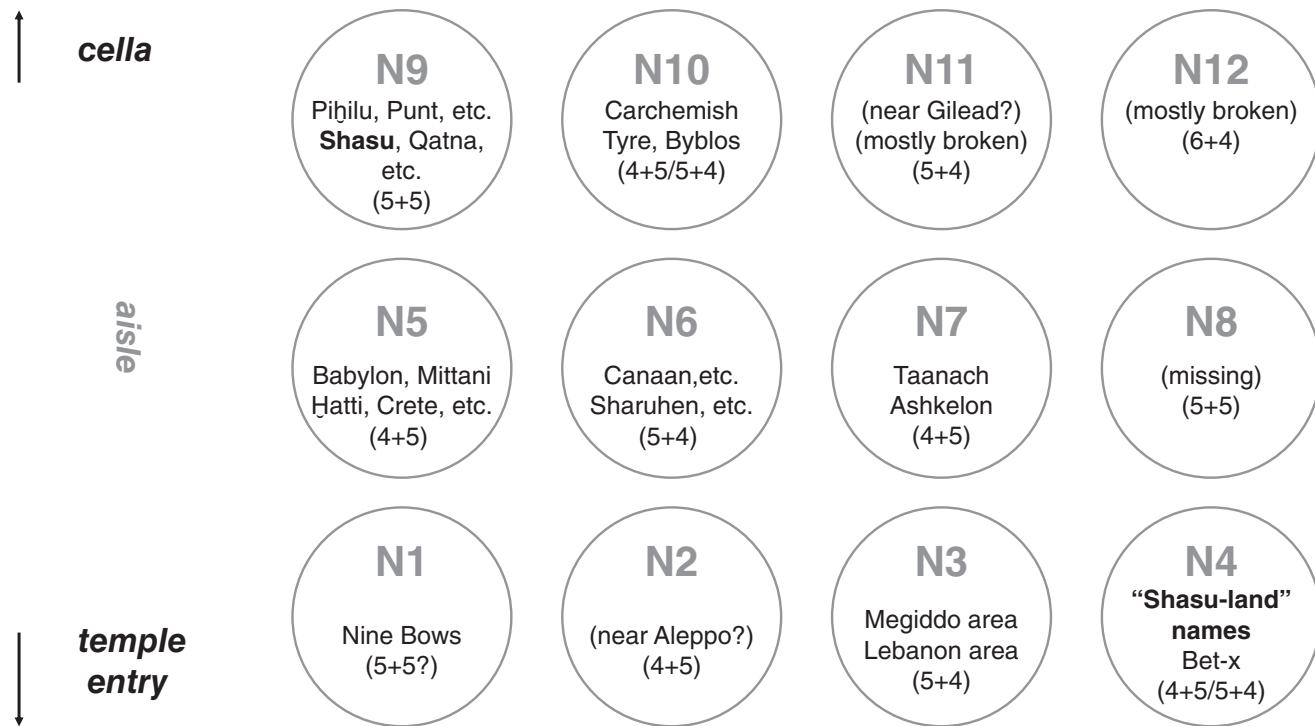 cella
N9
Piḫilu, Punt, etc.
Shasu, Qatna,
etc.
(5+5)
N10
Carchemish
Tyre, Byblos
(4+5/5+4)
N11
(near Gilead?)
(mostly broken)
(5+4)
N12
(mostly broken)
(6+4)
aisle
N5
Babylon, Mittani
Ḫatti, Crete, etc.
(4+5)
N6
Canaan,etc.
Sharuhen, etc.
(5+4)
N7
Taanach
Ashkelon
(4+5)
N8
(missing)
(5+5)
temple
entry
N1
Nine Bows
(5+5?)
N2
(near Aleppo?)
(4+5)
N3
Megiddo area
Lebanon area
(5+4)
N4
“Shasu-land”
names
Bet-x
(4+5/5+4)